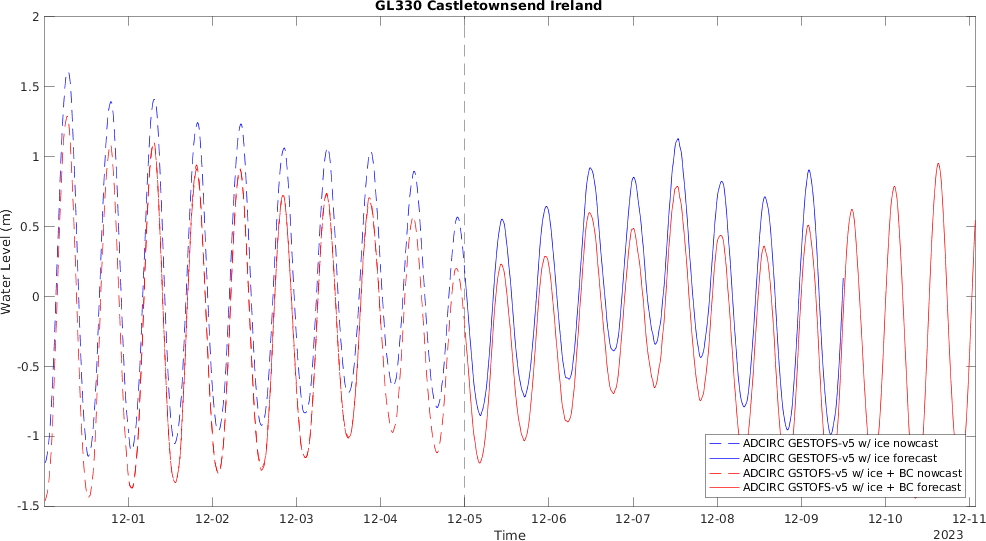 GL330 Castletownsend Ireland
2
1.5
1
0.5
0
-0.5
-1
-1.5
Water Level (m)
ADCIRC GESTOFS-v5 w/ ice nowcast
ADCIRC GESTOFS-v5 w/ ice forecast
ADCIRC GSTOFS-v5 w/ ice + BC nowcast
ADCIRC GSTOFS-v5 w/ ice + BC forecast
12-01 12-02 12-03 12-04 12-05 12-06 12-07 12-08 12-09 12-10 12-11
Time
2023